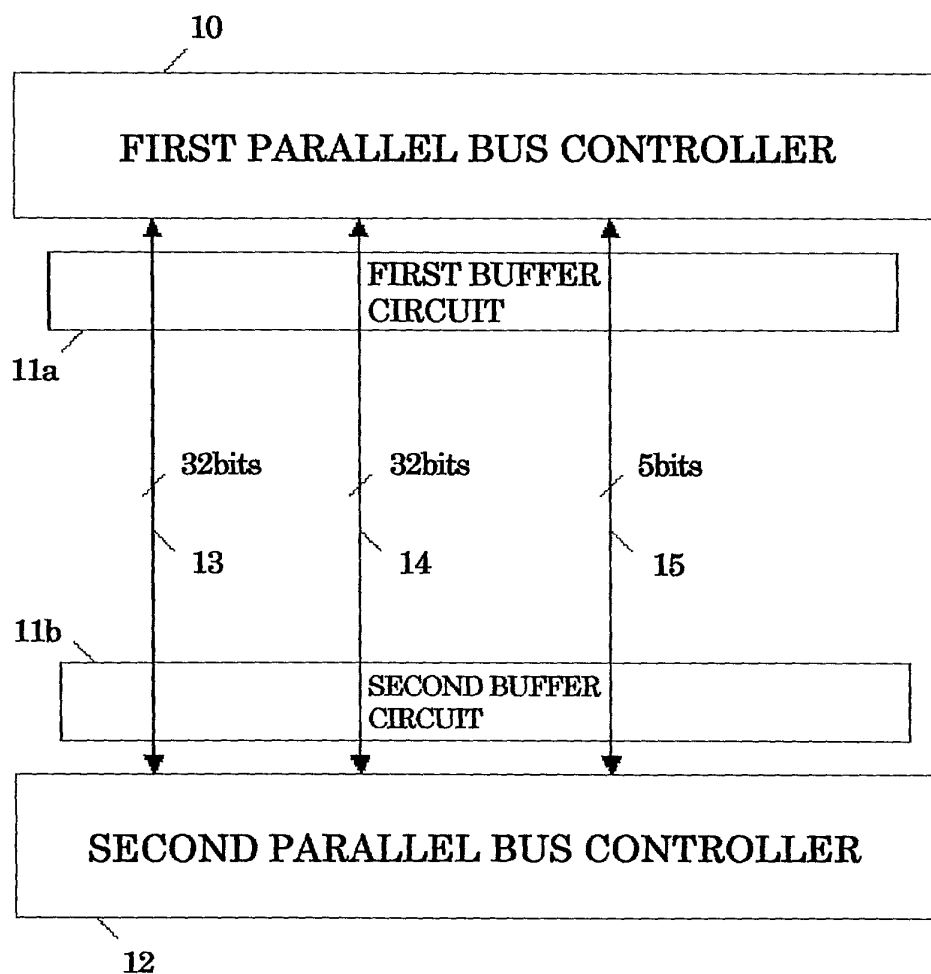 10
FIRST PARALLEL BUS CONTROLLER
FIRST BUFFER
CIRCUIT
11a
32bits
32bits
5bits
13
14
15
11b
SECOND BUFFER
CIRCUIT
SECOND PARALLEL BUS CONTROLLER
12